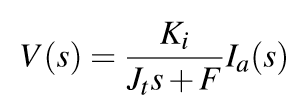 V(s) = \frac{K_i}{J_t s + F} I_a(s)